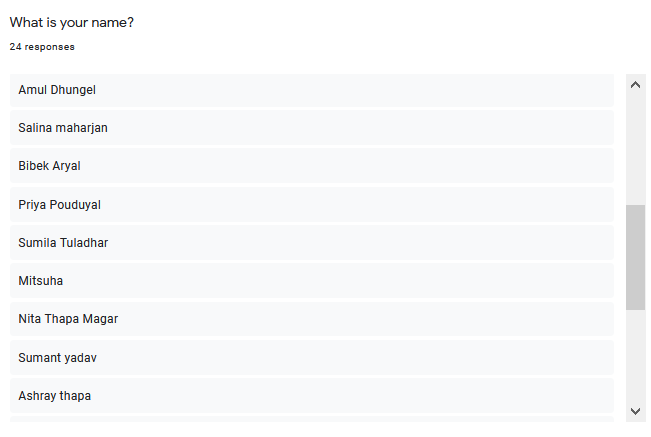 What is your name?
24 responses
Amul Dhungel
Salina maharjan
Bibek Aryal
Priya Pouduyal
Sumila Tuladhar
Mitsuha
Nita Thapa Magar
Sumant yadav
Ashray thapa